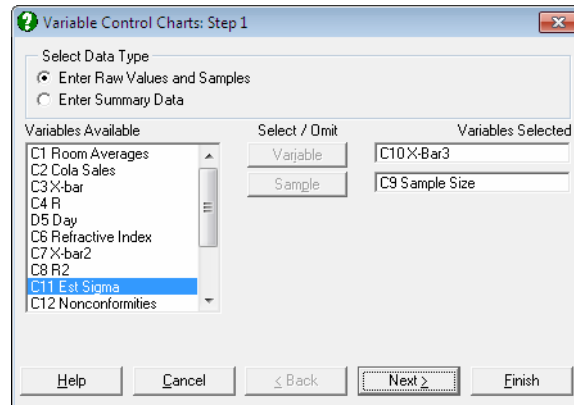 Variable Control Charts: Step 1
Select Data Type
Enter Raw Values and Samples
Enter Summary Data
Variables Available
Select / Omit
Variables Selected
C1 Room Averages
C2 Cola Sales
C3 X-bar
C4 R
D5 Day
C6 Refractive Index
C7 X-bar2
C8 R2
C11 Est Sigma
C12 Nonconformities
Variable
Sample
C10 X-Bar3
C9 Sample Size
Help
Cancel
< Back
Next >
Finish